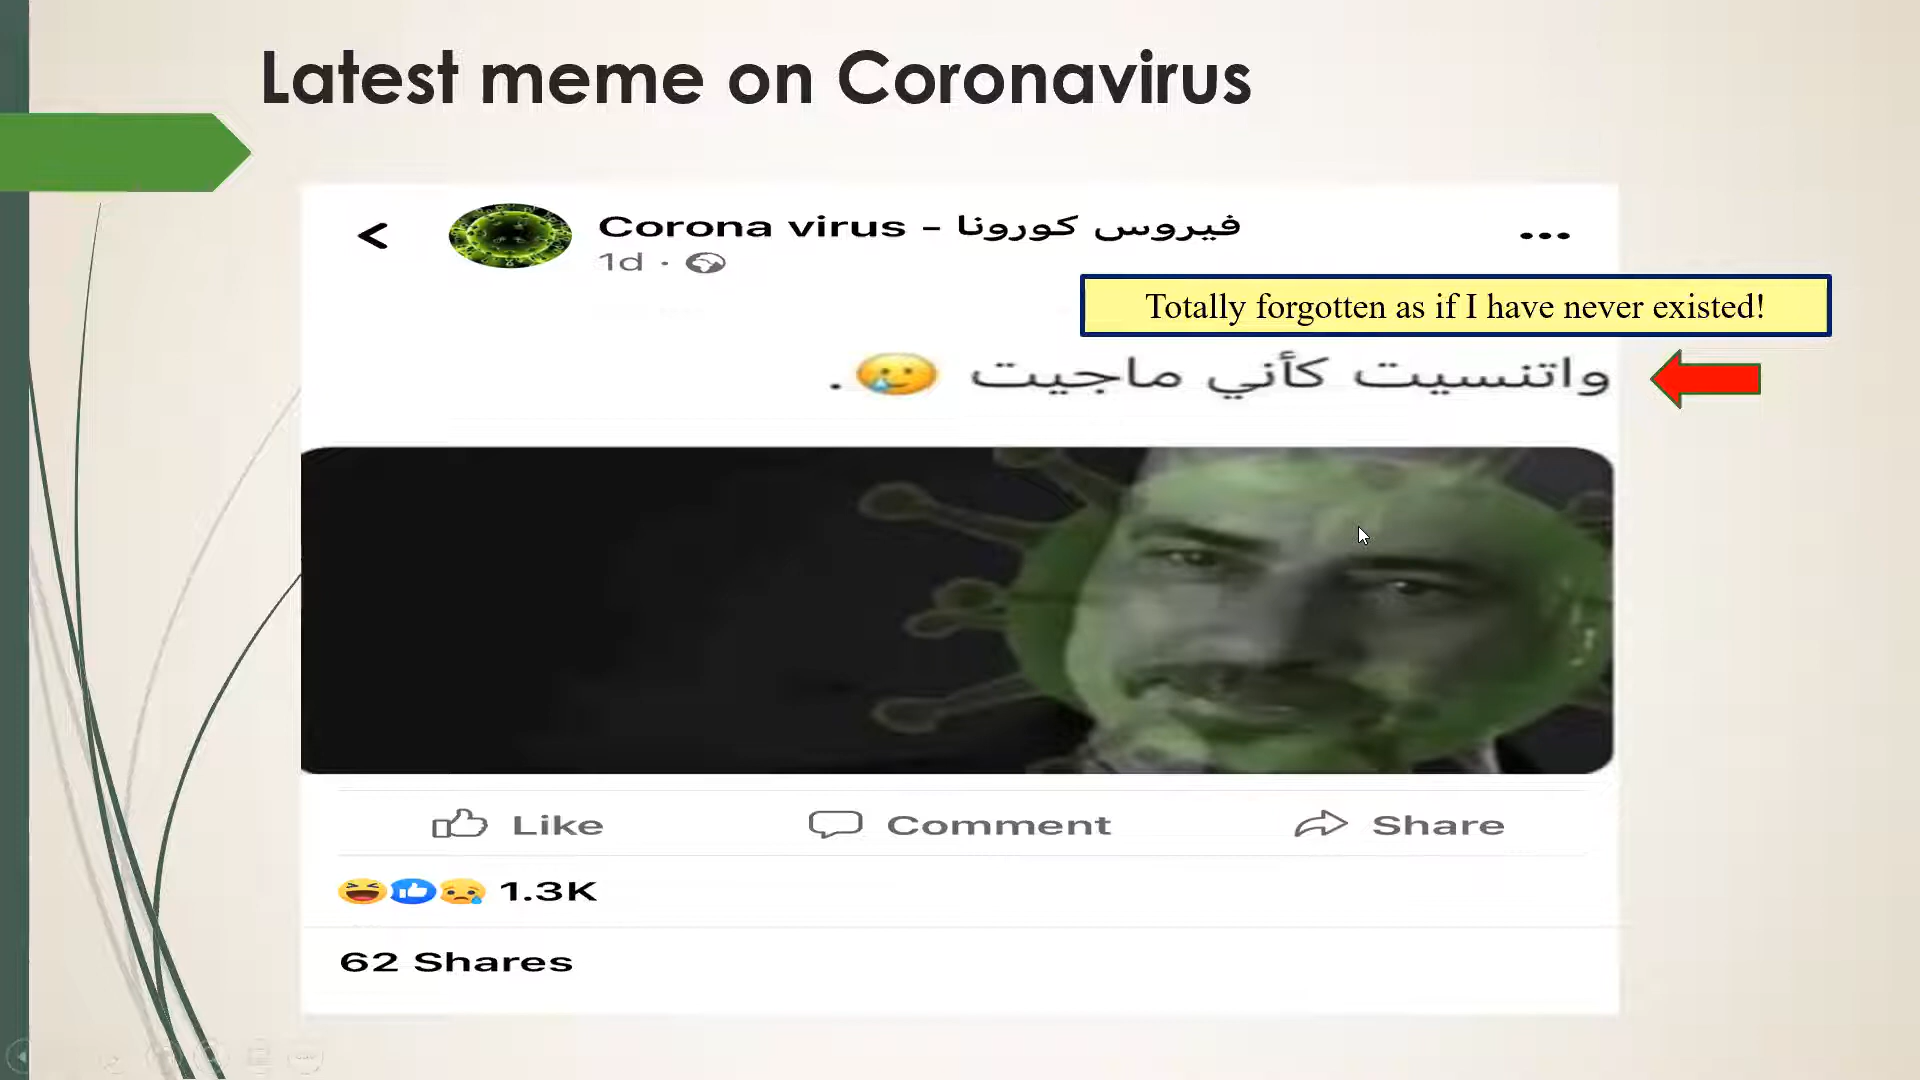 Latest meme on Coronavirus
Corona virus - فيروس كورونا
1d ·
Totally forgotten as if I have never existed!
واتنسيت كأني ماجيت 🥲.
Like
Comment
Share
1.3K
62 Shares